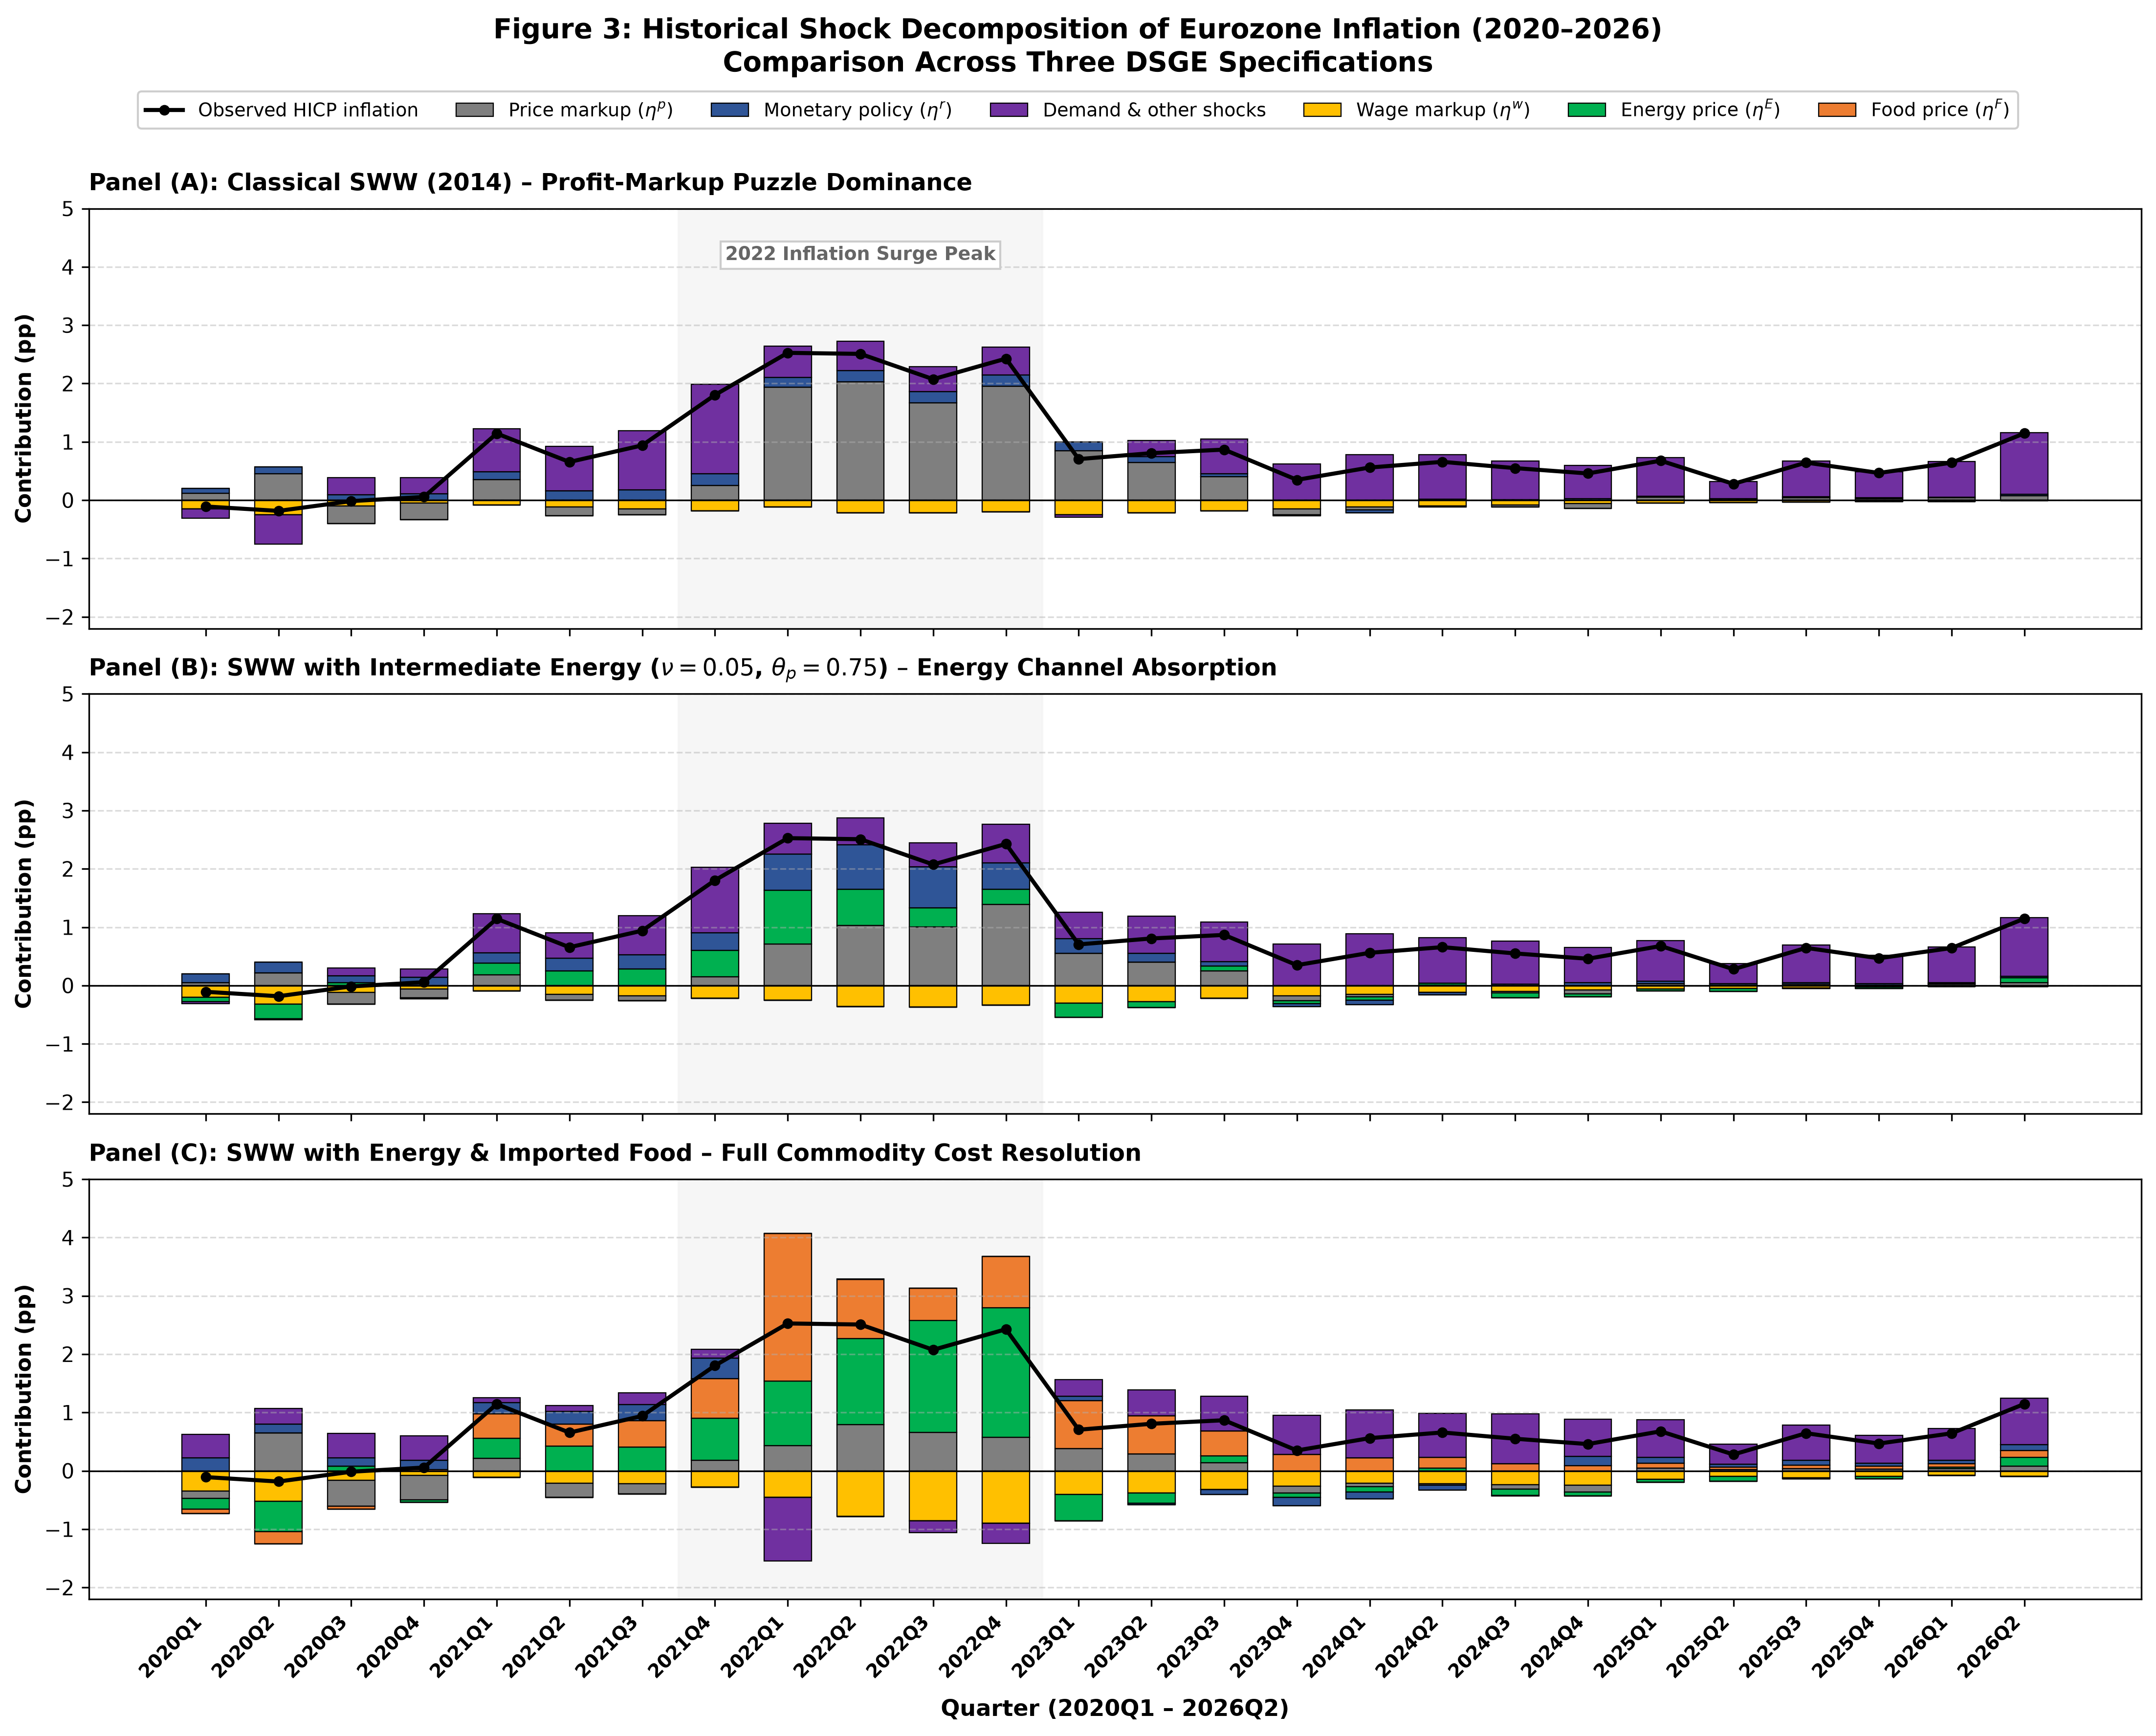 Figure 3: Historical Shock Decomposition of Eurozone Inflation (2020–2026)
Comparison Across Three DSGE Specifications
Observed HICP inflation
Price markup (η^p)
Monetary policy (η^r)
Demand & other shocks
Wage markup (η^w)
Energy price (η^E)
Food price (η^F)
Panel (A): Classical SWW (2014) – Profit-Markup Puzzle Dominance
Contribution (pp)
5
4
3
2
1
0
−1
−2
2022 Inflation Surge Peak
Panel (B): SWW with Intermediate Energy (ν = 0.05, θ_p = 0.75) – Energy Channel Absorption
Contribution (pp)
5
4
3
2
1
0
−1
−2
Panel (C): SWW with Energy & Imported Food – Full Commodity Cost Resolution
Contribution (pp)
5
4
3
2
1
0
−1
−2
2020Q1
2020Q2
2020Q3
2020Q4
2021Q1
2021Q2
2021Q3
2021Q4
2022Q1
2022Q2
2022Q3
2022Q4
2023Q1
2023Q2
2023Q3
2023Q4
2024Q1
2024Q2
2024Q3
2024Q4
2025Q1
2025Q2
2025Q3
2025Q4
2026Q1
2026Q2
Quarter (2020Q1 – 2026Q2)